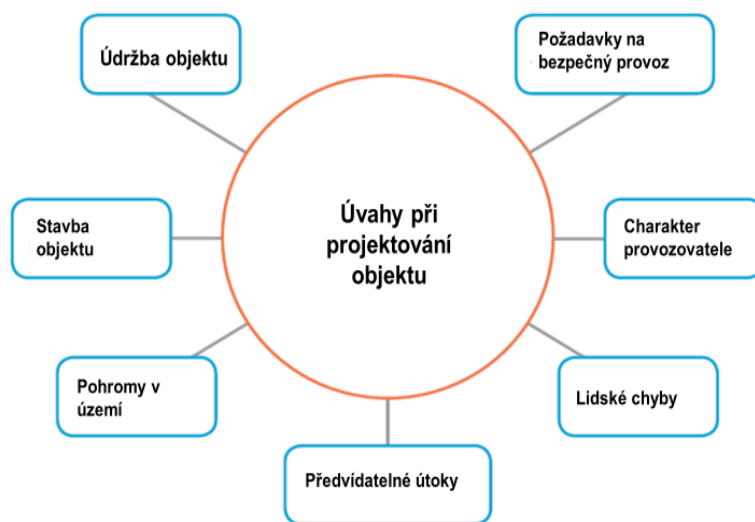 Údržba objektu
Požadavky na
bezpečný provoz
Stavba
objektu
Úvahy při
projektování
objektu
Charakter
provozovatele
Pohromy v
území
Lidské chyby
Předvídatelné útoky